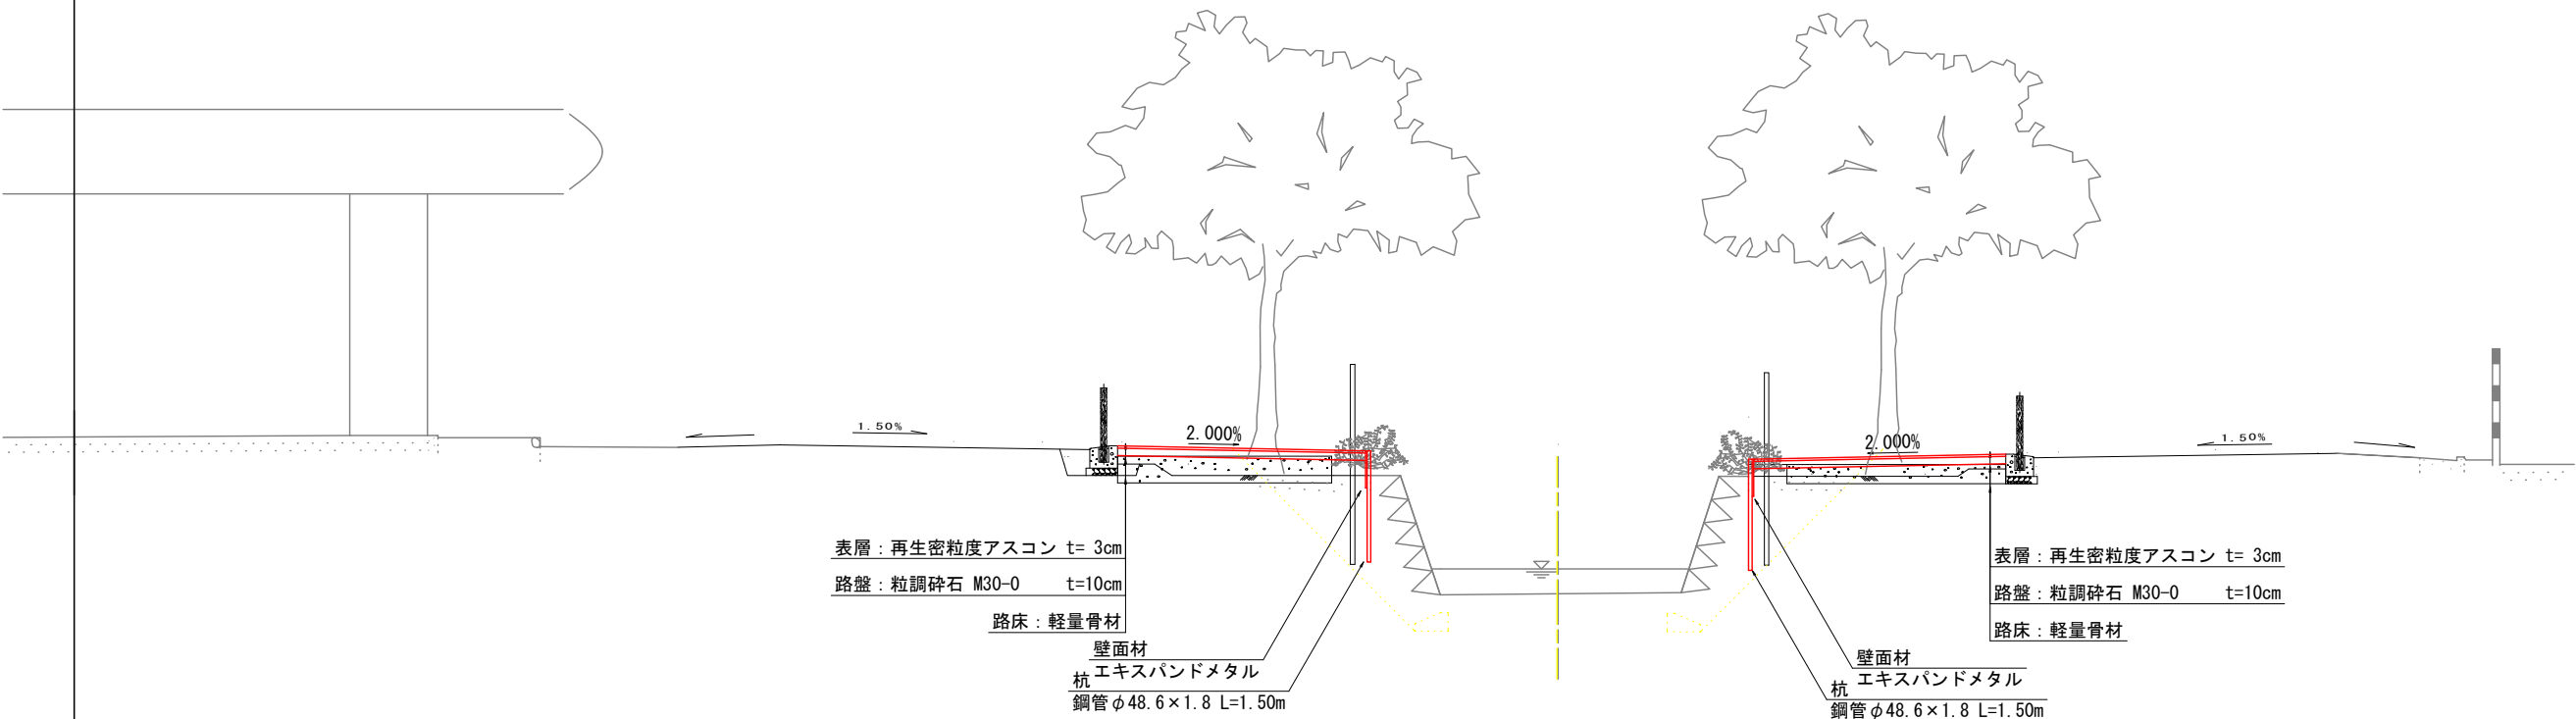 1.50%
2.000%
2.000%
1.50%
表層：再生密粒度アスコン t= 3cm
路盤：粒調砕石 M30-0 t=10cm
路床：軽量骨材
壁面材
エキスパンドメタル
杭
鋼管φ48.6×1.8 L=1.50m
表層：再生密粒度アスコン t= 3cm
路盤：粒調砕石 M30-0 t=10cm
路床：軽量骨材
壁面材
エキスパンドメタル
杭
鋼管φ48.6×1.8 L=1.50m